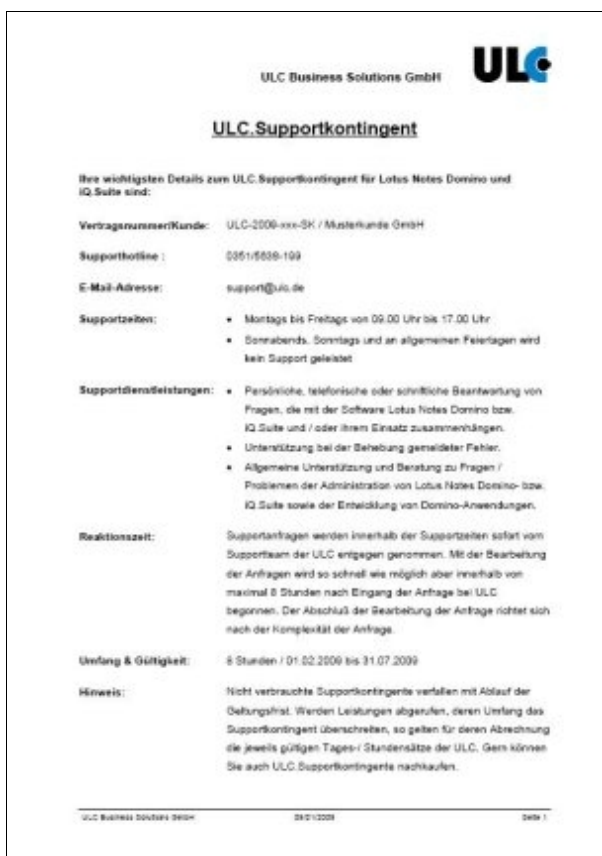 ULC
ULC Business Solutions GmbH
ULC.Supportkontingent
Ihre wichtigsten Details zum ULC.Supportkontingent für Lotus Notes Domino und
iQ.Suite sind:
Vertragsnummer/Kunde: ULC-2009-xxx-SK / Musterkunde GmbH
Supporthotline : 0351/5639-199
E-Mail-Adresse: support@ulc.de
Supportzeiten: • Montags bis Freitags von 09.00 Uhr bis 17.00 Uhr
• Sonnabends, Sonntags und an allgemeinen Feiertagen wird
kein Support geleistet
Supportdienstleistungen: • Persönliche, telefonische oder schriftliche Beantwortung von
Fragen, die mit der Software Lotus Notes Domino bzw.
iQ.Suite und / oder ihrem Einsatz zusammenhängen.
• Unterstützung bei der Behebung gemeldeter Fehler.
• Allgemeine Unterstützung und Beratung zu Fragen /
Problemen der Administration von Lotus Notes Domino- bzw.
iQ.Suite sowie der Entwicklung von Domino-Anwendungen.
Reaktionszeit: Supportanfragen werden innerhalb der Supportzeiten sofort vom
Supportteam der ULC entgegen genommen. Mit der Bearbeitung
der Anfragen wird so schnell wie möglich aber innerhalb von
maximal 8 Stunden nach Eingang der Anfrage bei ULC
begonnen. Der Abschluß der Bearbeitung der Anfrage richtet sich
nach der Komplexität der Anfrage.
Umfang & Gültigkeit: Stunden / 01.02.2009 bis 31.07.2009
Hinweis: Nicht verbrauchte Supportkontingente verfallen mit Ablauf der
Geltungsfrist. Werden Leistungen abgerufen, deren Umfang das
Supportkontingent überschreiten, so gelten für deren Abrechnung
die jeweils gültigen Tages-/ Stundensätze der ULC. Gern können
Sie auch ULC.Supportkontingente nachkaufen.
ULC Business Solutions GmbH Seite 1